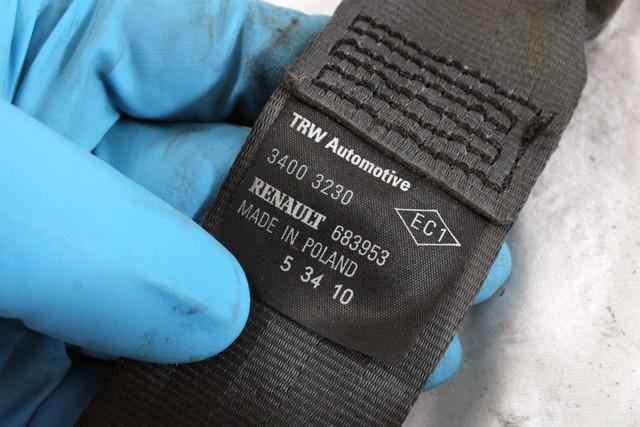 TRW Automotive
3400 3230
EC1
RENAULT 683953
MADE IN POLAND
5 34 10